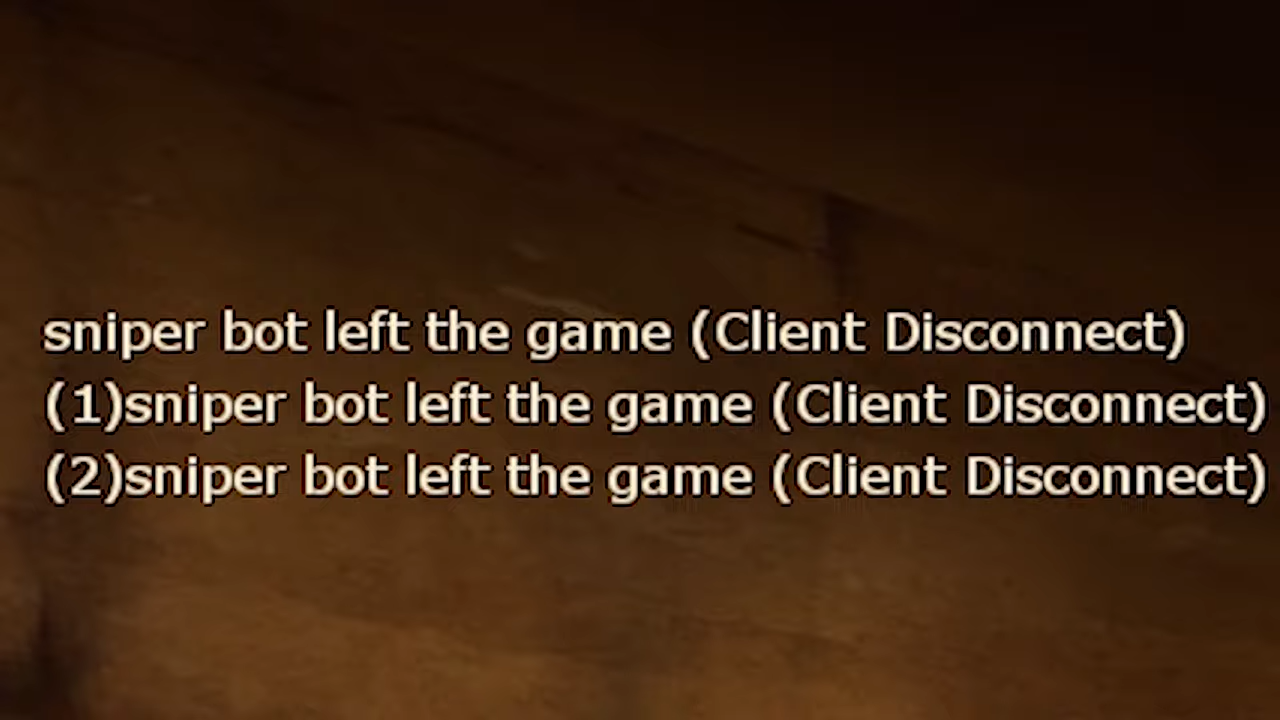 sniper bot left the game (Client Disconnect)
(1)sniper bot left the game (Client Disconnect)
(2)sniper bot left the game (Client Disconnect)